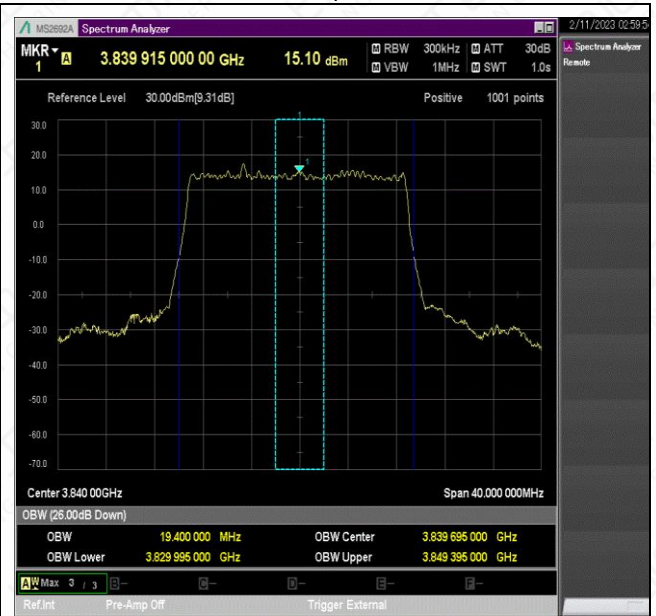 MS2692A Spectrum Analyzer 2/11/2023 02:59:5
MKR A 3.839 915 000 00 GHz 15.10 dBm M RBW 300kHz M ATT 30dB Spectrum Analyzer
1 M VBW 1MHz M SWT 1.0s Remote
Reference Level 30.00dBm[9.31dB] Positive 1001 points
1
30.0
20.0
1
10.0
0.0
-10.0
-20.0
-30.0
-40.0
-50.0
-60.0
-70.0
Center 3.840 00GHz Span 40.000 000MHz
OBW (26.00dB Down)
OBW 19.400 000 MHz OBW Center 3.839 695 000 GHz
OBW Lower 3.829 995 000 GHz OBW Upper 3.849 395 000 GHz
A W Max 3 / 3 B- C- D- E- F-
Ref.Int Pre-Amp Off Trigger External